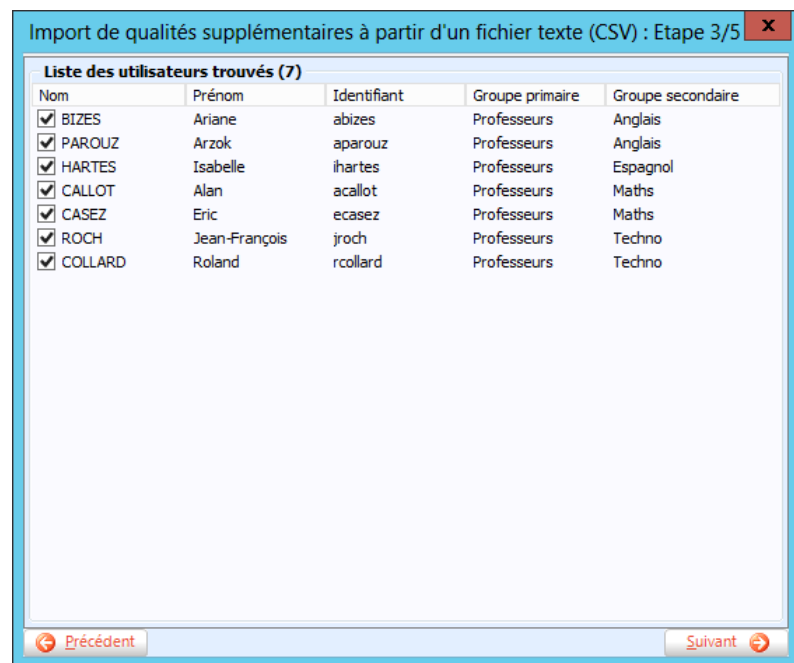 Import de qualités supplémentaires à partir d'un fichier texte (CSV) : Etape 3/5 x
Liste des utilisateurs trouvés (7)
Nom Prénom Identifiant Groupe primaire Groupe secondaire
BIZES Ariane abizes Professeurs Anglais
PAROUZ Arzok aparouz Professeurs Anglais
HARTES Isabelle ihartes Professeurs Espagnol
CALLOT Alan acallot Professeurs Maths
CASEZ Eric ecasez Professeurs Maths
ROCH Jean-François jroch Professeurs Techno
COLLARD Roland rcollard Professeurs Techno
Précédent Suivant